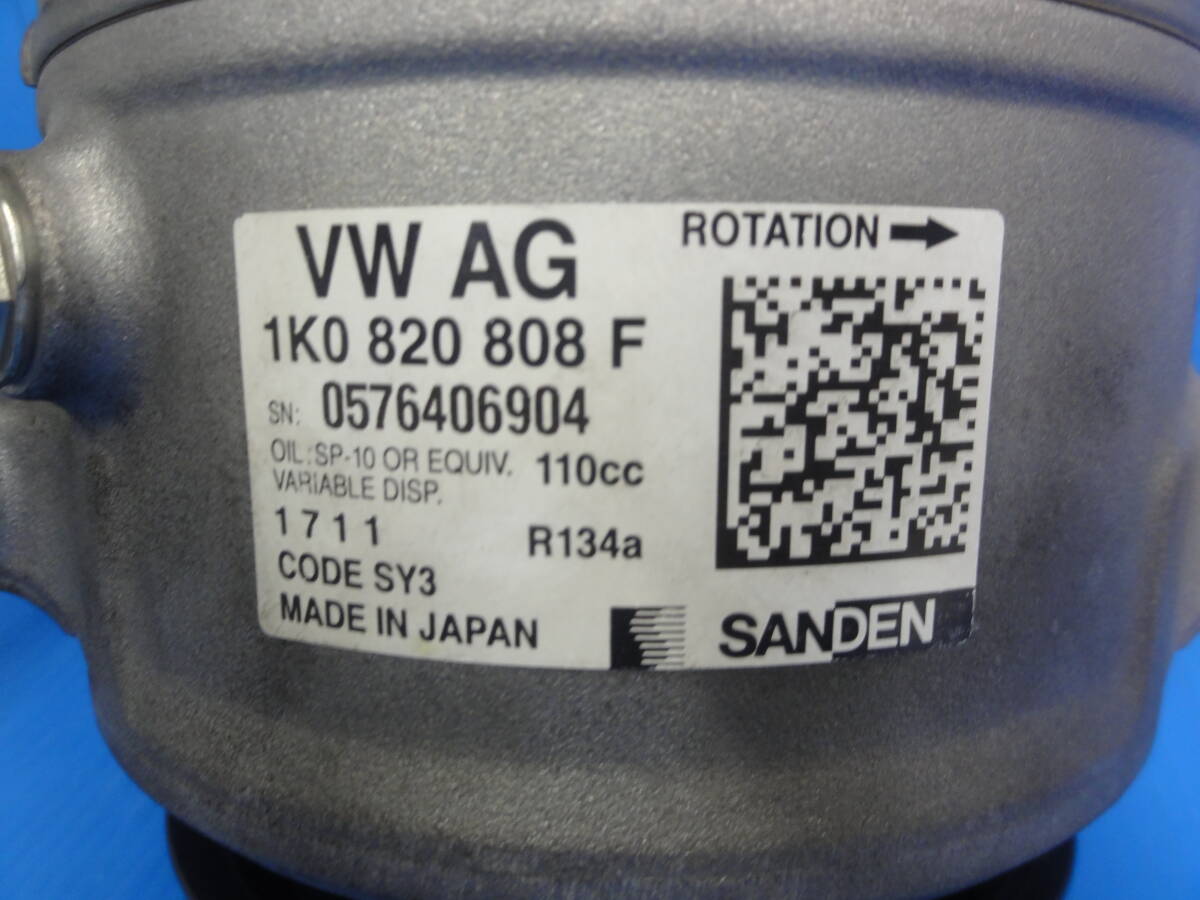 VW AG
ROTATION
1K0 820 808 F
SN: 0576406904
OIL:SP-10 OR EQUIV. 110cc
VARIABLE DISP.
1711 R134a
CODE SY3
MADE IN JAPAN
SANDEN